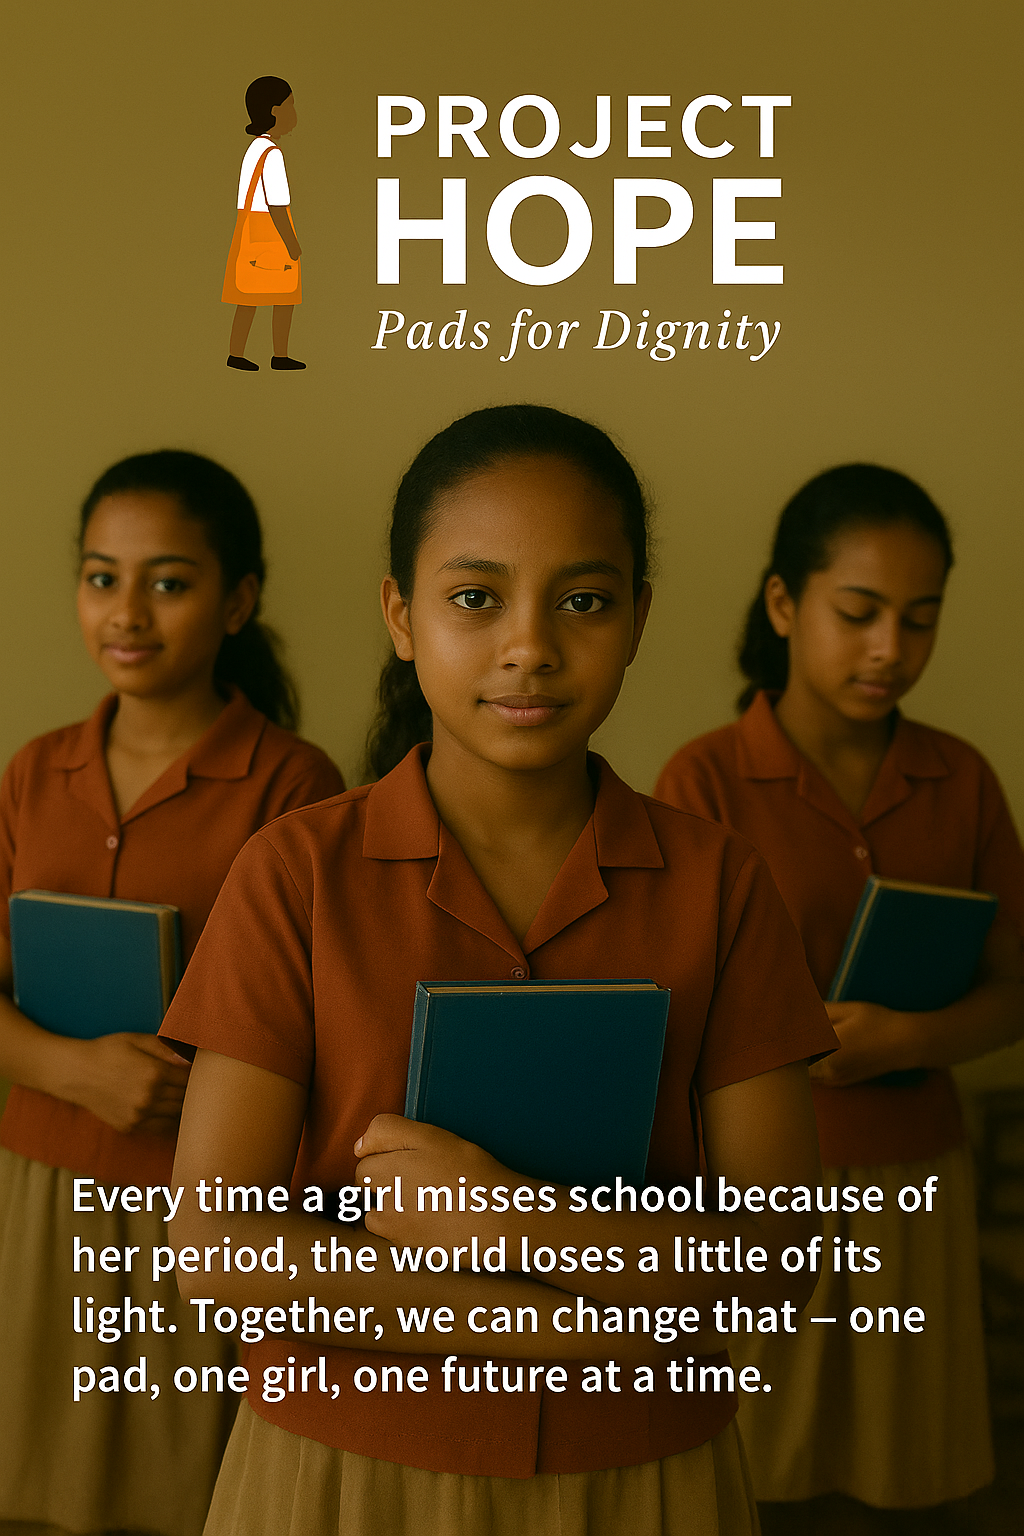 PROJECT
HOPE
Pads for Dignity
Every time a girl misses school because of
her period, the world loses a little of its
light. Together, we can change that – one
pad, one girl, one future at a time.